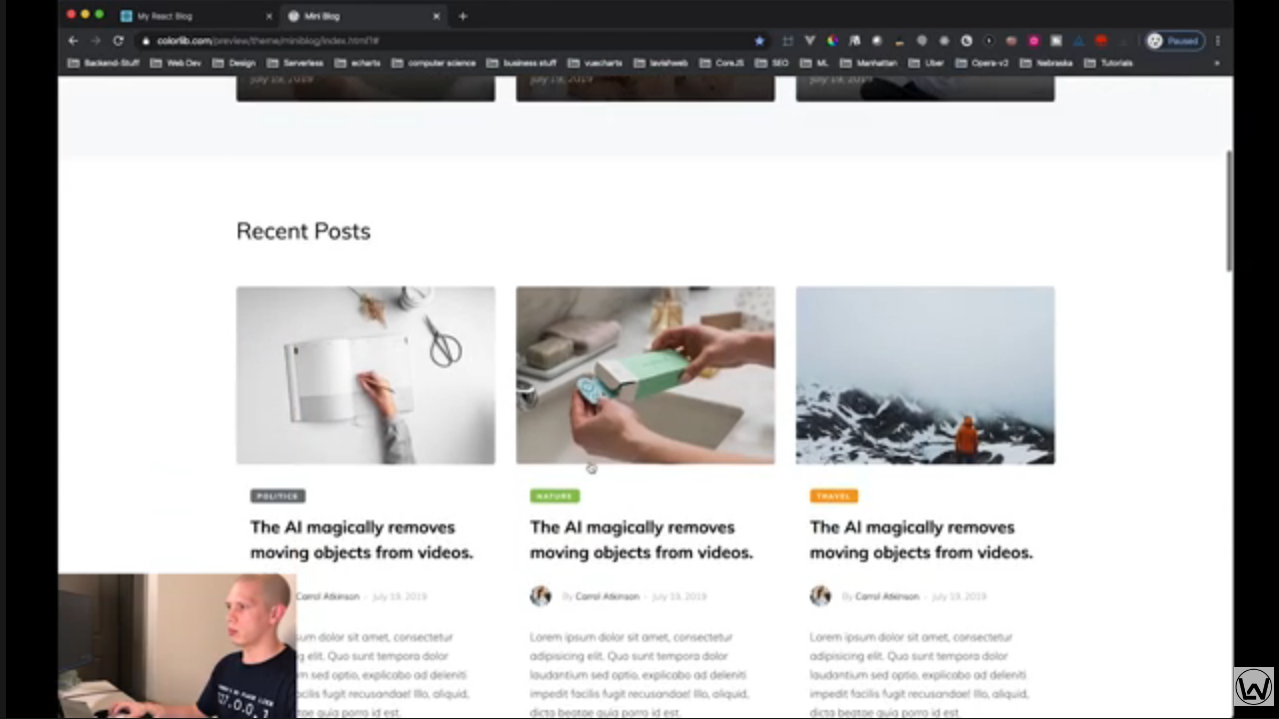 My React Blog
Mini Blog
colorlib.com/preview/theme/miniblog/index.html?#
Paused
Backend-Stuff
Web Dev
Design
Serverless
echarts
computer science
business stuff
vuecharts
lavishweb
CoreJS
SEO
ML
Manhattan
Uber
Opera-v2
Nebraska
Tutorials
July 19, 2019
July 19, 2019
July 19, 2019
Recent Posts
POLITICS
NATURE
TRAVEL
The AI magically removes
moving objects from videos.
The AI magically removes
moving objects from videos.
The AI magically removes
moving objects from videos.
Carrol Atkinson - July 19, 2019
By Carrol Atkinson - July 19, 2019
By Carrol Atkinson - July 19, 2019
sum dolor sit amet, consectetur
g elit. Quo sunt tempora dolor
m sed optio, explicabo ad deleniti
acilis fugit recusandae! Illo, aliquid,
quia porro id est.
Lorem ipsum dolor sit amet, consectetur
adipisicing elit. Quo sunt tempora dolor
laudantium sed optio, explicabo ad deleniti
impedit facilis fugit recusandae! Illo, aliquid,
dicta beatae quia porro id est.
Lorem ipsum dolor sit amet, consectetur
adipisicing elit. Quo sunt tempora dolor
laudantium sed optio, explicabo ad deleniti
impedit facilis fugit recusandae! Illo, aliquid,
dicta beatae quia porro id est.
THERE'S NO PLACE LIKE
127.0.0.1
W